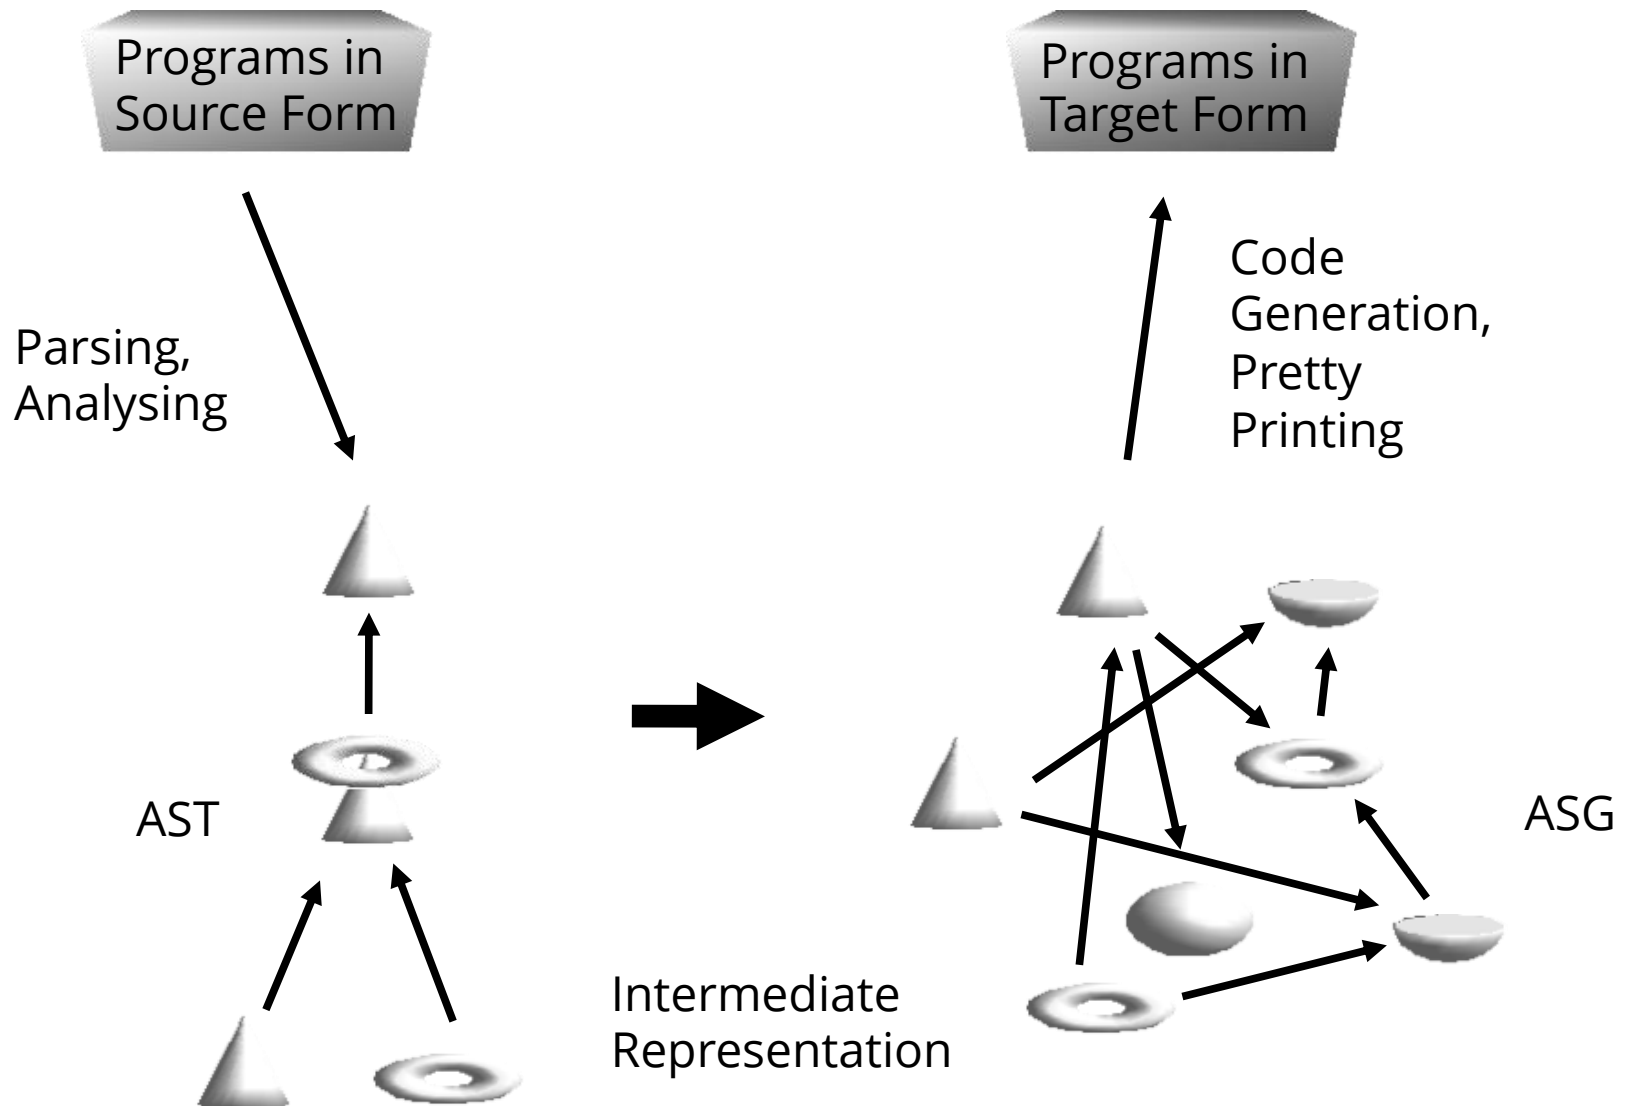 Programs in
Source Form
Programs in
Target Form
Code
Generation,
Pretty
Printing
Parsing,
Analysing
AST
ASG
Intermediate
Representation